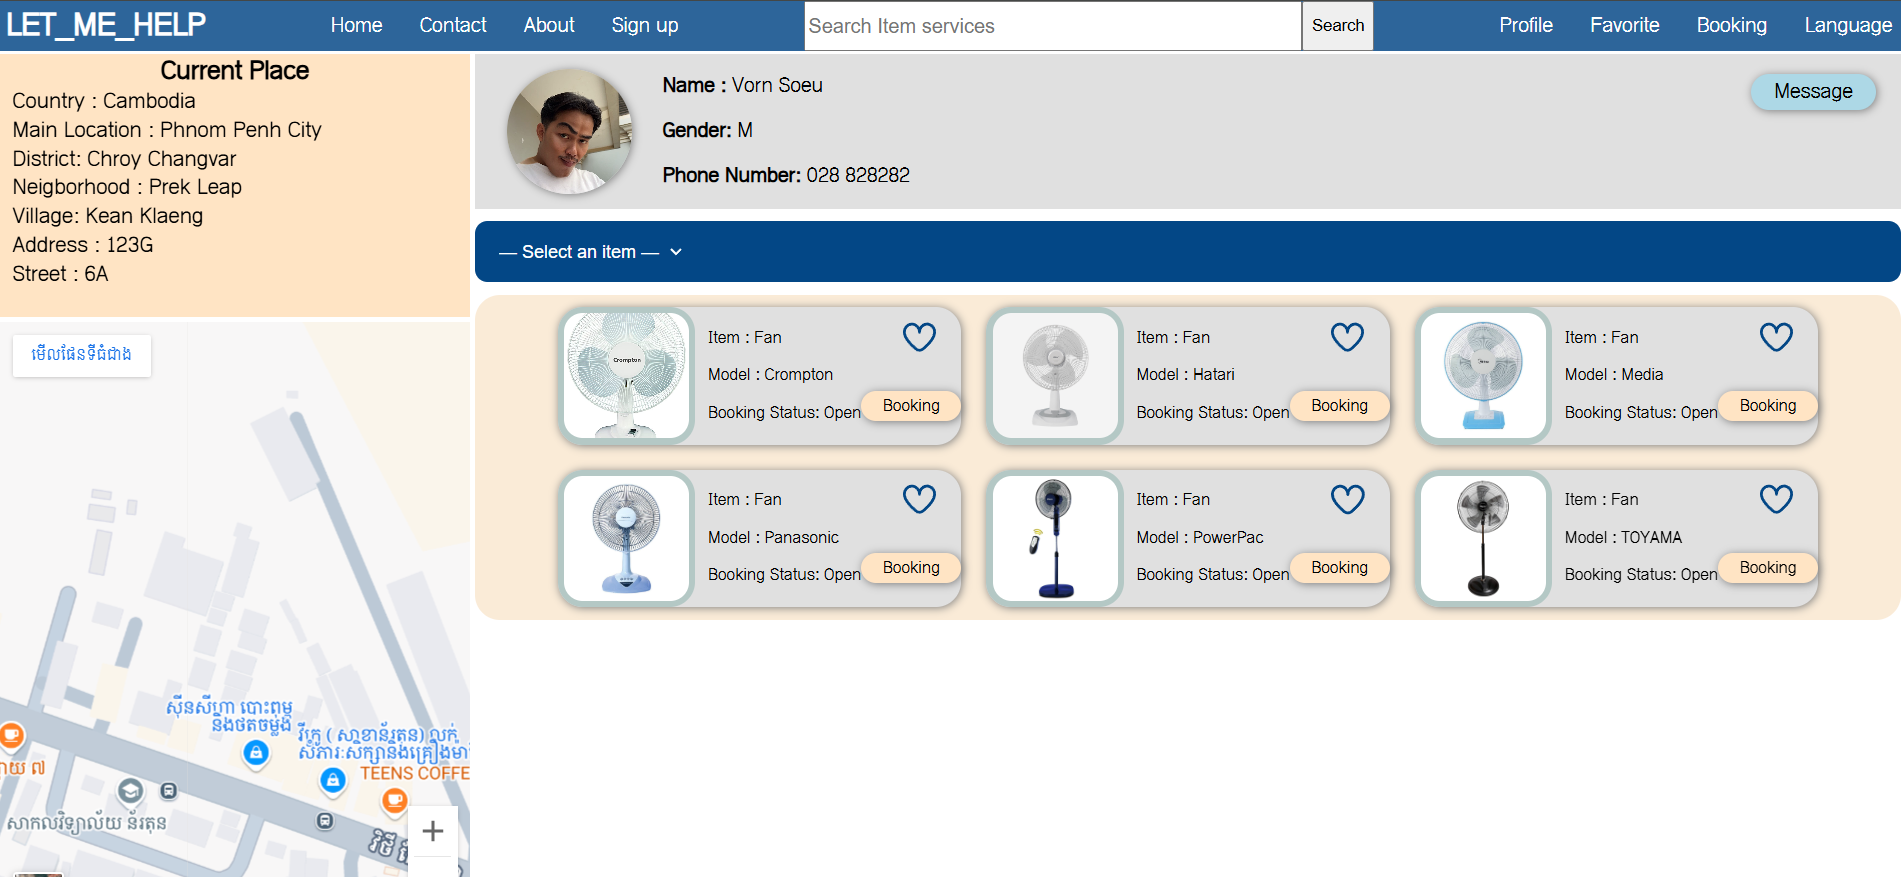 LET_ME_HELP
Home Contact About Sign up
Search Item services
Search
Profile Favorite Booking Language
Current Place
Country : Cambodia
Main Location : Phnom Penh City
District: Chroy Changvar
Neigborhood : Prek Leap
Village: Kean Klaeng
Address : 123G
Street : 6A
Name : Vorn Soeu
Gender: M
Phone Number: 028 828282
Message
— Select an item —
Item : Fan
Model : Crompton
Booking Status: Open
Booking
Crompton
Item : Fan
Model : Hatari
Booking Status: Open
Booking
Item : Fan
Model : Media
Booking Status: Open
Booking
Item : Fan
Model : Panasonic
Booking Status: Open
Booking
Item : Fan
Model : PowerPac
Booking Status: Open
Booking
Item : Fan
Model : TOYAMA
Booking Status: Open
Booking
មើលផែនទីធំជាង
ស៊ីនសីហា បោះពុម្ព
និងថតចម្លង
វីរៈ ( សាខាន័រតុន) លក់
សំភារៈសិក្សានិងគ្រឿងមា
TEENS COFFE
ាយ ៧
សាកលវិទ្យាល័យ ន័រតុន
វិថី